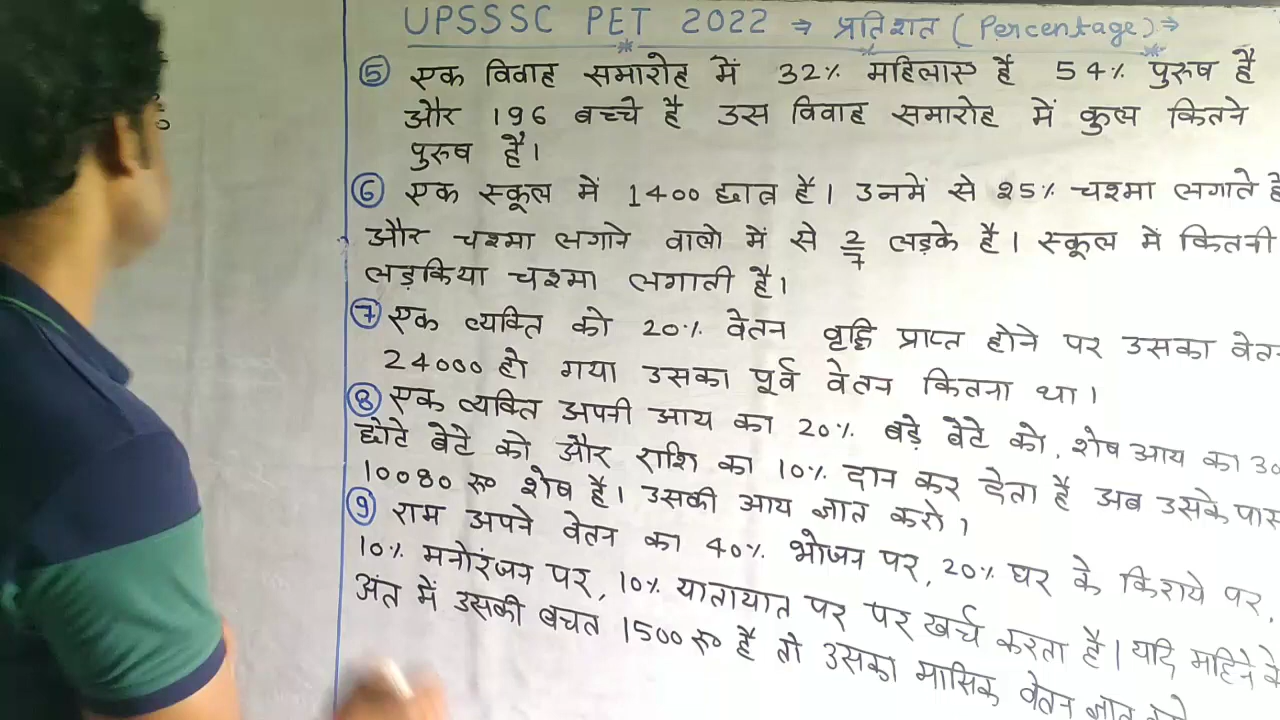 UPSSSC PET 2022 ⇒ प्रतिशत ( Percentage ) ⇒
⑤ एक विवाह समारोह में 32% महिलाए हैं 54% पुरुष है
और 196 बच्चे है उस विवाह समारोह में कुल कितने
पुरुष है।
⑥ एक स्कूल में 1400 छात्र है। उनमें से 25% चश्मा लगाते है
और चश्मा लगाने वालो में से 2/7 लड़के है। स्कूल में कितनी
लड़किया चश्मा लगाती है।
⑦ एक व्यक्ति को 20% वेतन वृद्धि प्राप्त होने पर उसका वेतन
24000 हो गया उसका पूर्व वेतन कितना था।
⑧ एक व्यक्ति अपनी आय का 20% बड़े बेटे को, शेष आय का 30
छोटे बेटे को और राशि का 10% दान कर देता है अब उसके पास
10080 रू० शेष है। उसकी आय ज्ञात करो।
⑨ राम अपने वेतन का 40% भोजन पर, 20% घर के किराये पर,
10% मनोरंजन पर, 10% यातायात पर पर खर्च करता है। यदि महिने के
अंत में उसकी बचत 1500 रू० है तो उसका मासिक वेतन ज्ञात